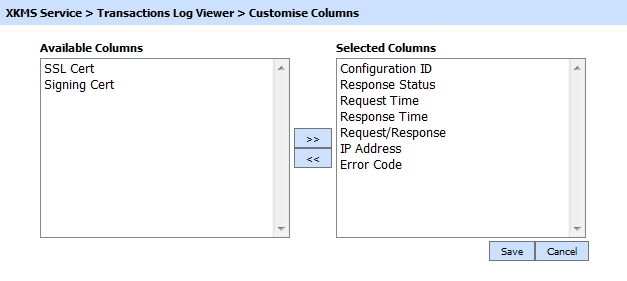 XKMS Service > Transactions Log Viewer > Customise Columns
Available Columns
SSL Cert
Signing Cert
>>
<<
Selected Columns
Configuration ID
Response Status
Request Time
Response Time
Request/Response
IP Address
Error Code
Save
Cancel